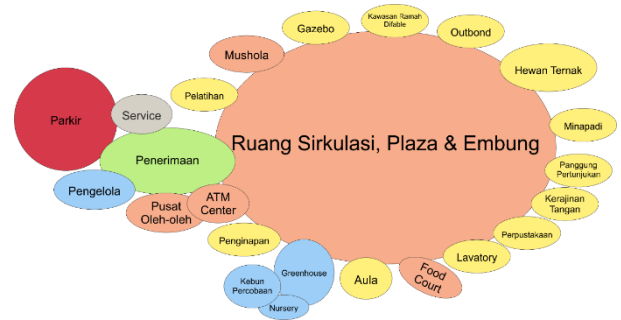 Kawasan Ramah
Difable
Gazebo
Outbond
Mushola
Hewan Ternak
Pelatihan
Service
Parkir
Minapadi
Ruang Sirkulasi, Plaza & Embung
Penerimaan
Panggung
Pertunjukan
Pengelola
ATM
Center
Pusat
Oleh-oleh
Kerajinan
Tangan
Perpustakaan
Penginapan
Lavatory
Greenhouse
Food
Court
Aula
Kebun
Percobaan
Nursery